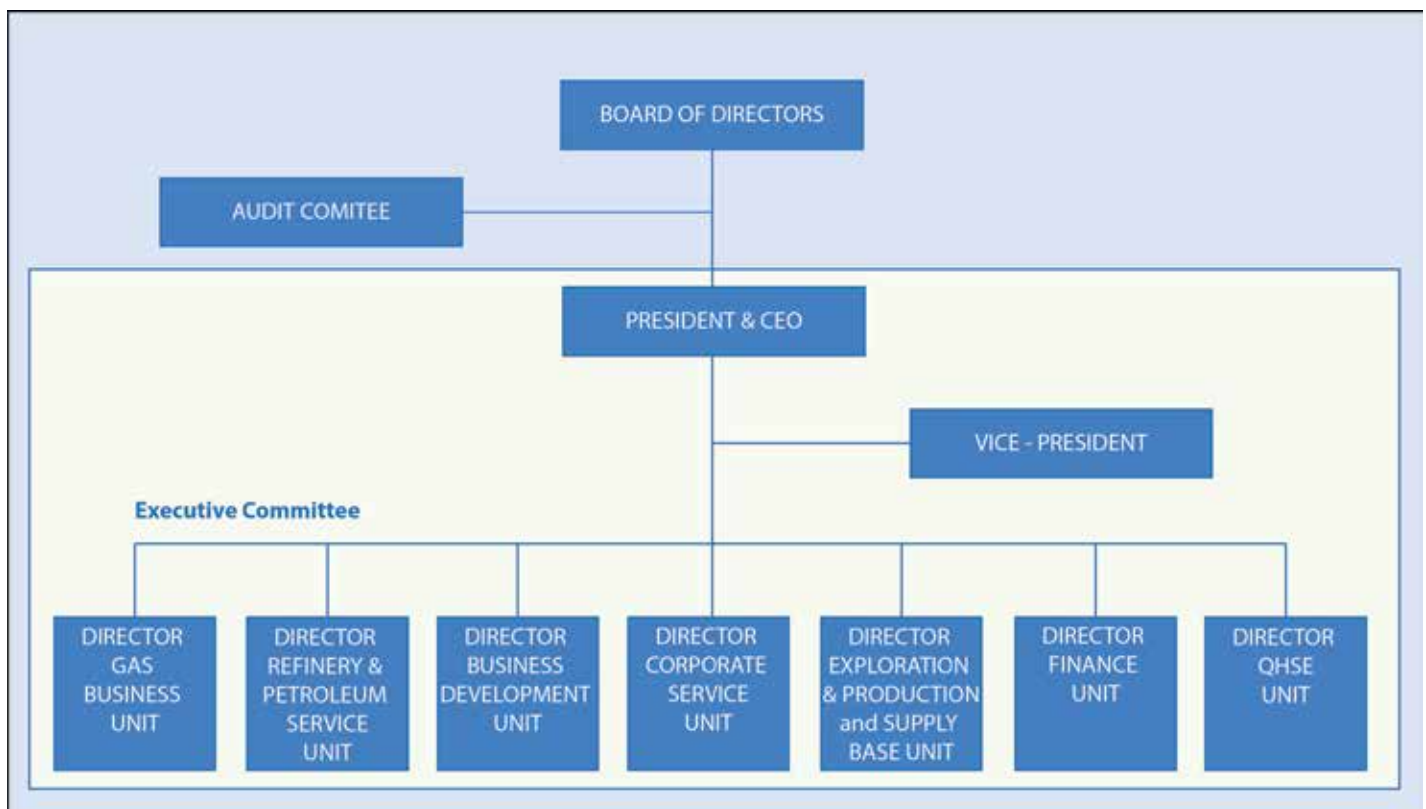 BOARD OF DIRECTORS
AUDIT COMITEE
PRESIDENT & CEO
VICE - PRESIDENT
Executive Committee
DIRECTOR
GAS
BUSINESS
UNIT
DIRECTOR
REFINERY &
PETROLEUM
SERVICE
UNIT
DIRECTOR
BUSINESS
DEVELOPMENT
UNIT
DIRECTOR
CORPORATE
SERVICE
UNIT
DIRECTOR
EXPLORATION
& PRODUCTION
and SUPPLY
BASE UNIT
DIRECTOR
FINANCE
UNIT
DIRECTOR
QHSE
UNIT